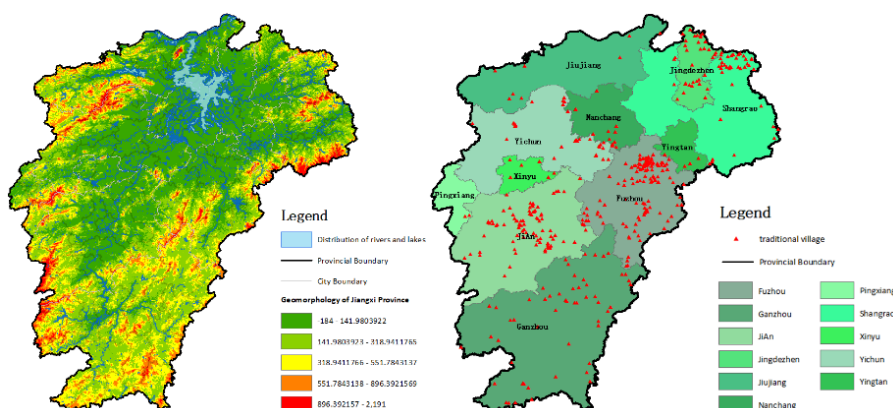 Legend
Distribution of rivers and lakes
Provincial Boundary
City Boundary
Geomorphology of Jiangxi Province
-184 - 141.9803922
141.9803923 - 318.9411765
318.9411766 - 551.7843137
551.7843138 - 896.3921569
896.392157 - 2,191
Jiujiang
Jingdezhen
Shangrao
Nanchang
Yichun
Yingtan
Xinyu
Pingxiang
Fuzhou
JiAn
Ganzhou
Legend
traditional village
Provincial Boundary
Fuzhou
Ganzhou
JiAn
Jingdezhen
Jiujiang
Nanchang
Pingxiang
Shangrao
Xinyu
Yichun
Yingtan